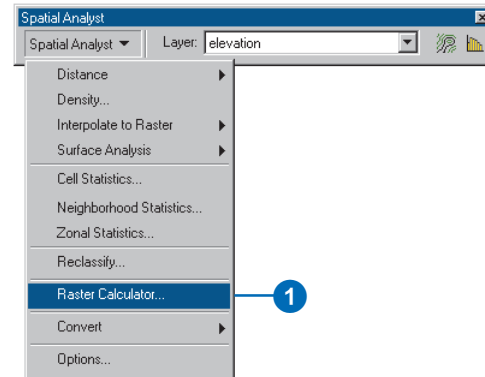 Spatial Analyst
Spatial Analyst Layer: elevation
Distance
Density...
Interpolate to Raster
Surface Analysis
Cell Statistics...
Neighborhood Statistics...
Zonal Statistics...
Reclassify...
Raster Calculator... 1
Convert
Options...